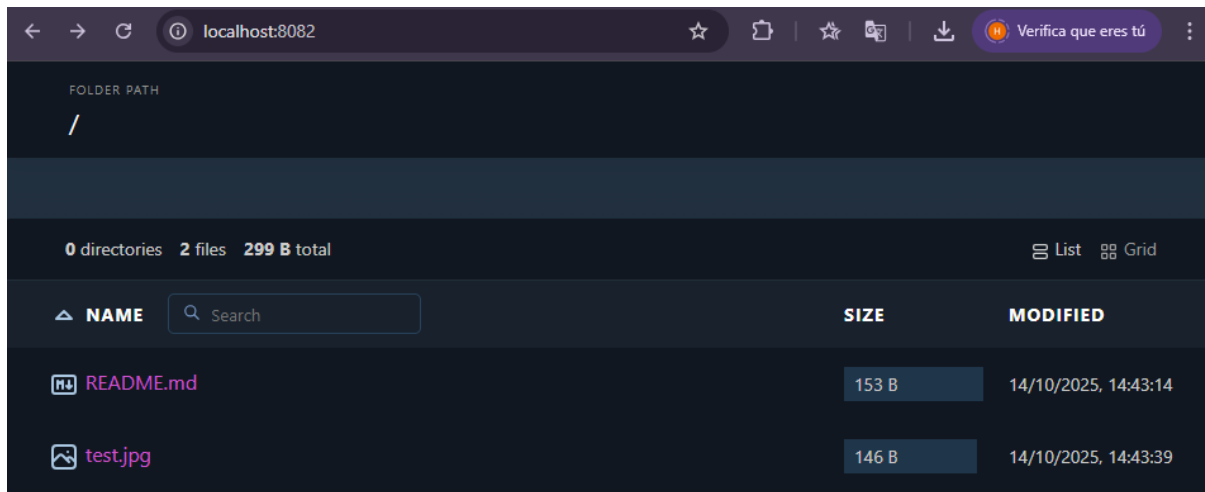 localhost:8082
H Verifica que eres tú
FOLDER PATH
/
0 directories 2 files 299 B total
List Grid
NAME Search SIZE MODIFIED
M README.md 153 B 14/10/2025, 14:43:14
test.jpg 146 B 14/10/2025, 14:43:39